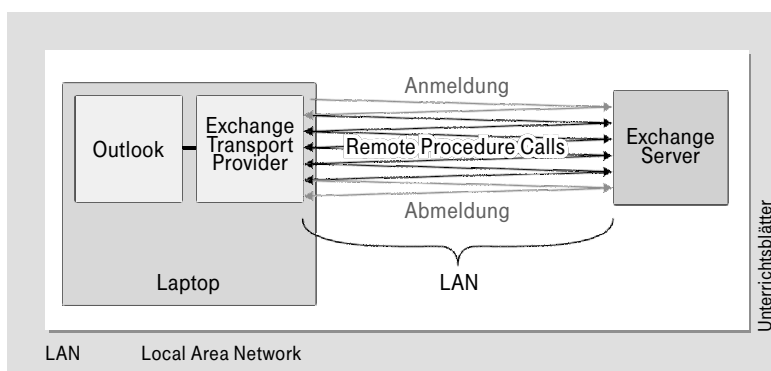 Anmeldung
Outlook
Exchange
Transport
Provider
Remote Procedure Calls
Exchange
Server
Abmeldung
Laptop
LAN
Unterrichtsblätter
LAN Local Area Network